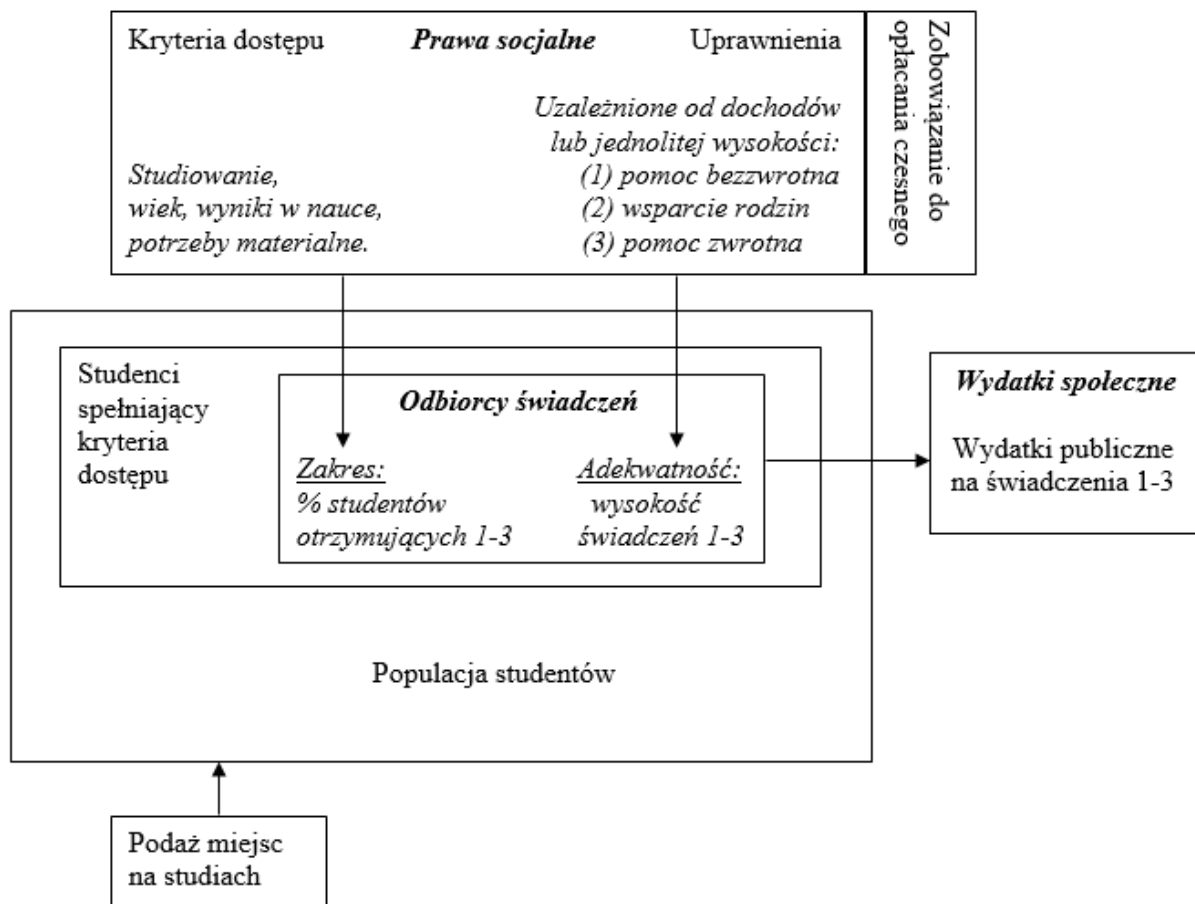 Kryteria dostępu Prawa socjalne Uprawnienia
Uzależnione od dochodów
lub jednolitej wysokości:
Studiowanie, (1) pomoc bezzwrotna
wiek, wyniki w nauce, (2) wsparcie rodzin
potrzeby materialne. (3) pomoc zwrotna
Zobowiązanie do
opłacania czesnego
Studenci
spełniający
kryteria
dostępu
Odbiorcy świadczeń
Zakres:
% studentów
otrzymujących 1-3
Adekwatność:
wysokość
świadczeń 1-3
Wydatki społeczne
Wydatki publiczne
na świadczenia 1-3
Populacja studentów
Podaż miejsc
na studiach